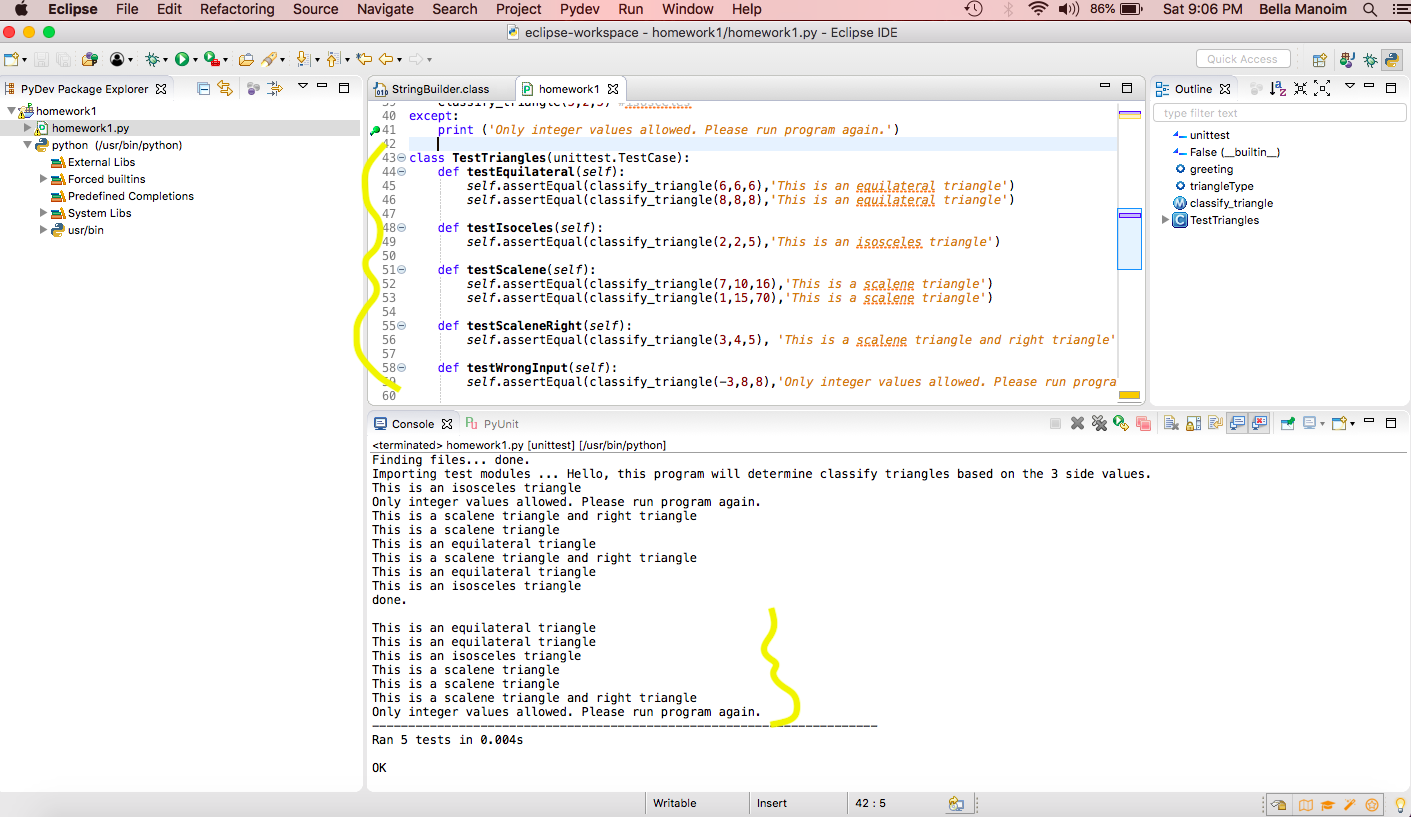 Eclipse File Edit Refactoring Source Navigate Search Project Pydev Run Window Help 86% Sat 9:06 PM Bella Manoim
eclipse-workspace - homework1/homework1.py - Eclipse IDE
Quick Access
PyDev Package Explorer
homework1
homework1.py
python (/usr/bin/python)
External Libs
Forced builtins
Predefined Completions
System Libs
usr/bin
StringBuilder.class homework1
40 except:
41 print ('Only integer values allowed. Please run program again.')
42
43 class TestTriangles(unittest.TestCase):
44 def testEquilateral(self):
45 self.assertEqual(classify_triangle(6,6,6),'This is an equilateral triangle')
46 self.assertEqual(classify_triangle(8,8,8),'This is an equilateral triangle')
47
48 def testIsoceles(self):
49 self.assertEqual(classify_triangle(2,2,5),'This is an isosceles triangle')
50
51 def testScalene(self):
52 self.assertEqual(classify_triangle(7,10,16),'This is a scalene triangle')
53 self.assertEqual(classify_triangle(1,15,70),'This is a scalene triangle')
54
55 def testScaleneRight(self):
56 self.assertEqual(classify_triangle(3,4,5), 'This is a scalene triangle and right triangle'
57
58 def testWrongInput(self):
59 self.assertEqual(classify_triangle(-3,8,8),'Only integer values allowed. Please run progra
60
Outline
type filter text
unittest
False (__builtin__)
greeting
triangleType
classify_triangle
TestTriangles
Console PyUnit
<terminated> homework1.py [unittest] [/usr/bin/python]
Finding files... done.
Importing test modules ... Hello, this program will determine classify triangles based on the 3 side values.
This is an isosceles triangle
Only integer values allowed. Please run program again.
This is a scalene triangle and right triangle
This is a scalene triangle
This is an equilateral triangle
This is a scalene triangle and right triangle
This is an equilateral triangle
This is an isosceles triangle
done.
This is an equilateral triangle
This is an equilateral triangle
This is an isosceles triangle
This is a scalene triangle
This is a scalene triangle
This is a scalene triangle and right triangle
Only integer values allowed. Please run program again.
----------------------------------------------------------------------
Ran 5 tests in 0.004s
OK
Writable Insert 42 : 5